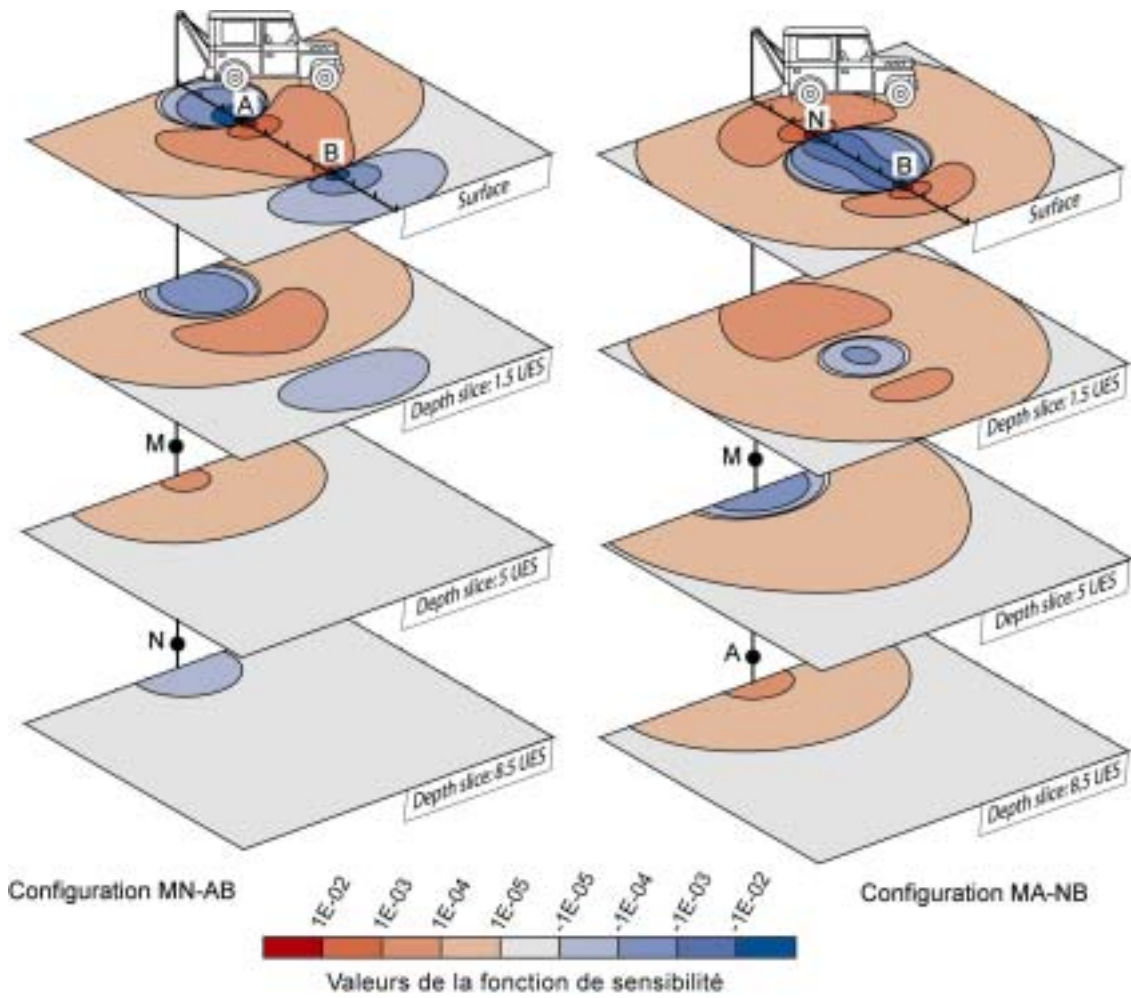 A
B
Surface
Depth slice: 1.5 UES
M
Depth slice: 5 UES
N
Depth slice: 8.5 UES
Configuration MN-AB
N
B
Surface
Depth slice: 1.5 UES
M
Depth slice: 5 UES
A
Depth slice: 8.5 UES
Configuration MA-NB
1E-02
1E-03
1E-04
1E-05
-1E-05
-1E-04
-1E-03
-1E-02
Valeurs de la fonction de sensibilité